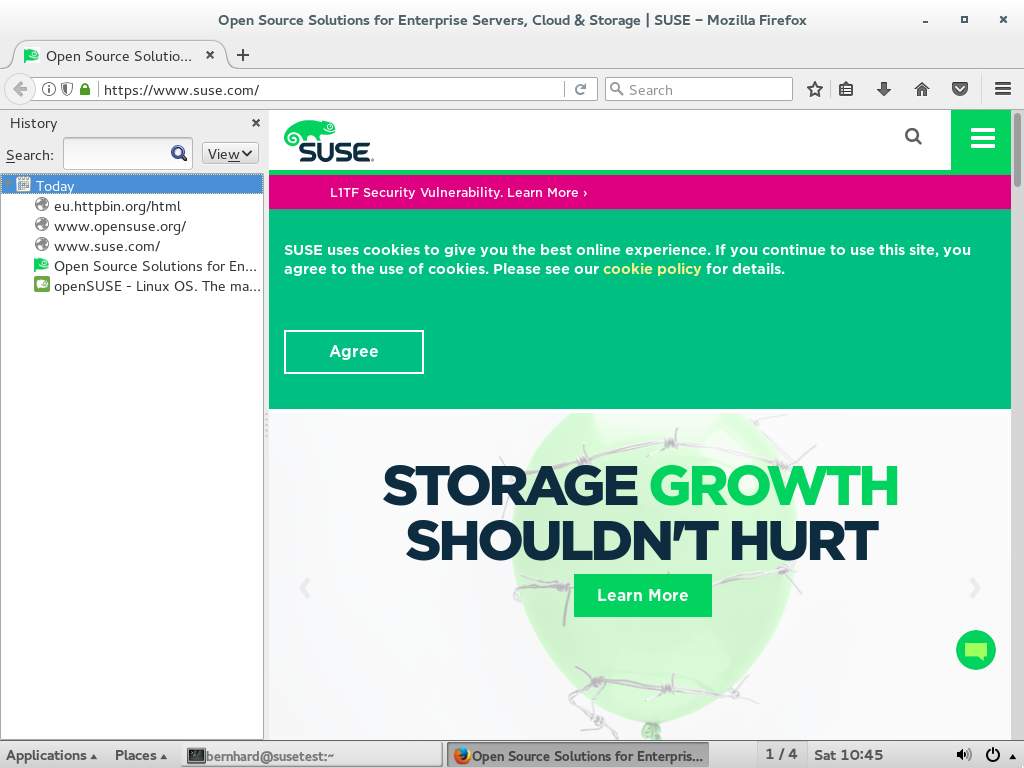 Open Source Solutions for Enterprise Servers, Cloud & Storage | SUSE – Mozilla Firefox
Open Source Solutio...
https://www.suse.com/
Search
History
Search:
View
Today
eu.httpbin.org/html
www.opensuse.org/
www.suse.com/
Open Source Solutions for En...
openSUSE - Linux OS. The ma...
SUSE
L1TF Security Vulnerability. Learn More ›
SUSE uses cookies to give you the best online experience. If you continue to use this site, you
agree to the use of cookies. Please see our cookie policy for details.
Agree
STORAGE GROWTH
SHOULDN'T HURT
Learn More
Applications
Places
bernhard@susetest:~
Open Source Solutions for Enterpris...
1 / 4
Sat 10:45